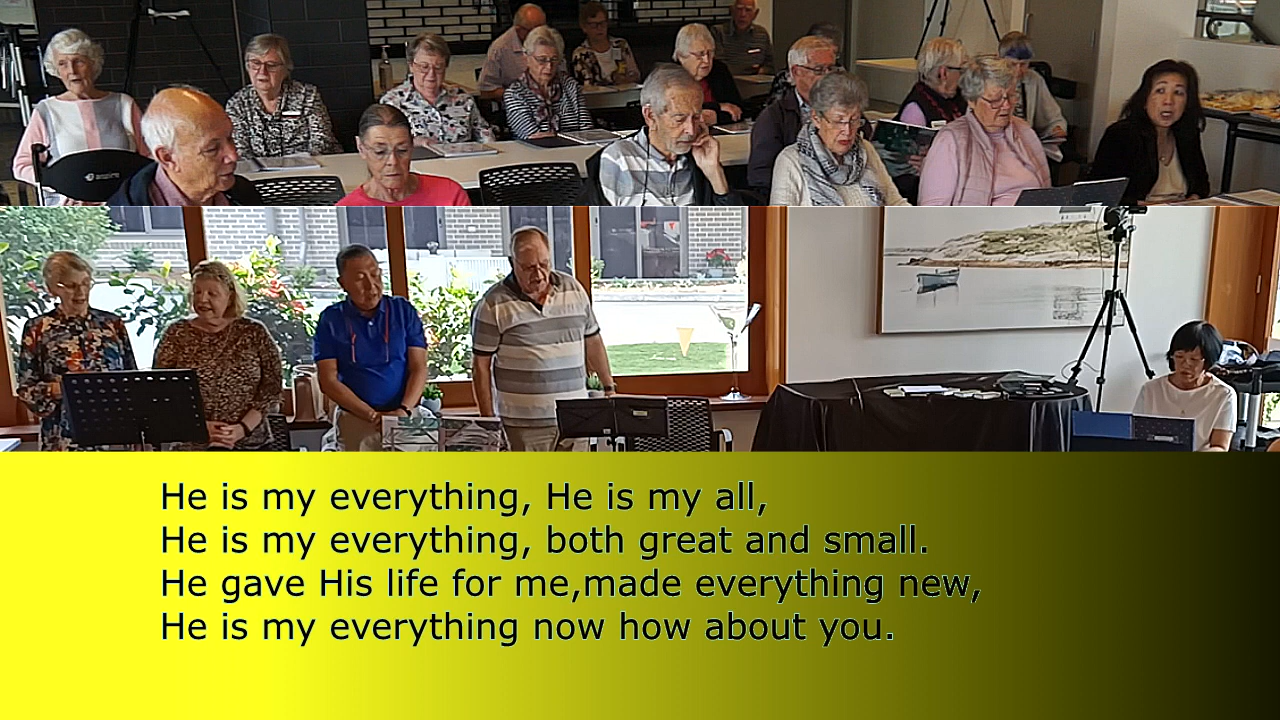 He is my everything, He is my all,
He is my everything, both great and small.
He gave His life for me,made everything new,
He is my everything now how about you.